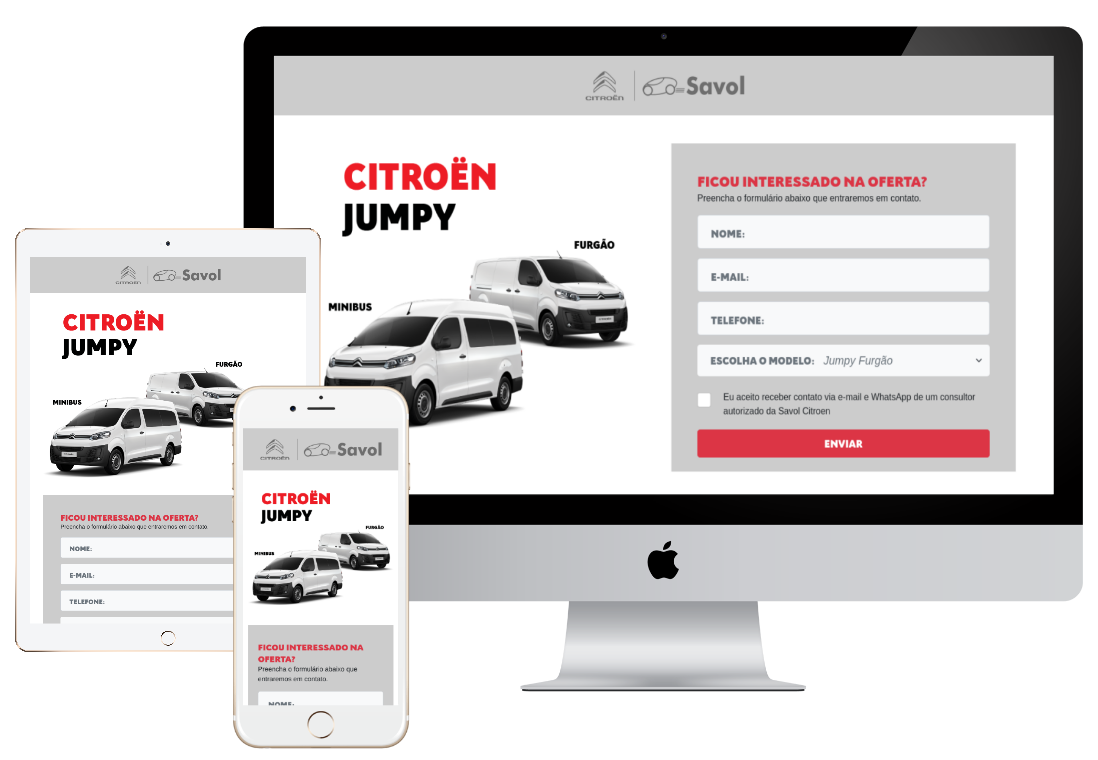 CITROËN
Savol
CITROËN
JUMPY
FURGÃO
MINIBUS
FICOU INTERESSADO NA OFERTA?
Preencha o formulário abaixo que entraremos em contato.
NOME:
E-MAIL:
TELEFONE:
ESCOLHA O MODELO: Jumpy Furgão
Eu aceito receber contato via e-mail e WhatsApp de um consultor
autorizado da Savol Citroen
ENVIAR
CITROËN
Savol
CITROËN
JUMPY
FURGÃO
MINIBUS
FICOU INTERESSADO NA OFERTA?
Preencha o formulário abaixo que entraremos em contato.
NOME:
E-MAIL:
TELEFONE:
CITROËN
Savol
CITROËN
JUMPY
FURGÃO
MINIBUS
FICOU INTERESSADO NA
OFERTA?
Preencha o formulário abaixo que
entraremos em contato.
NOME: